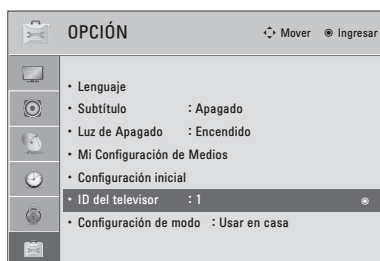 OPCIÓN
Mover Ingresar
• Lenguaje
• Subtítulo : Apagado
• Luz de Apagado : Encendido
• Mi Configuración de Medios
• Configuración inicial
• ID del televisor : 1
• Configuración de modo : Usar en casa